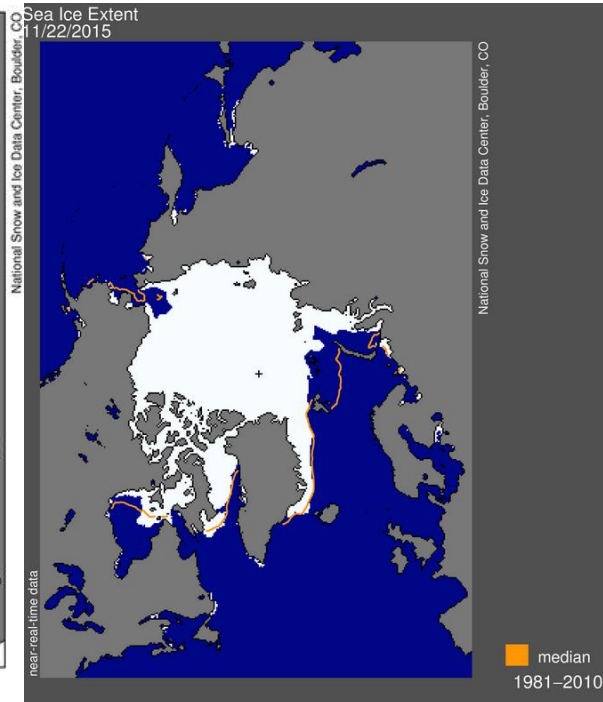 National Snow and Ice Data Center, Boulder, CO
Sea Ice Extent
11/22/2015
National Snow and Ice Data Center, Boulder, CO
near-real-time data
median
1981–2010